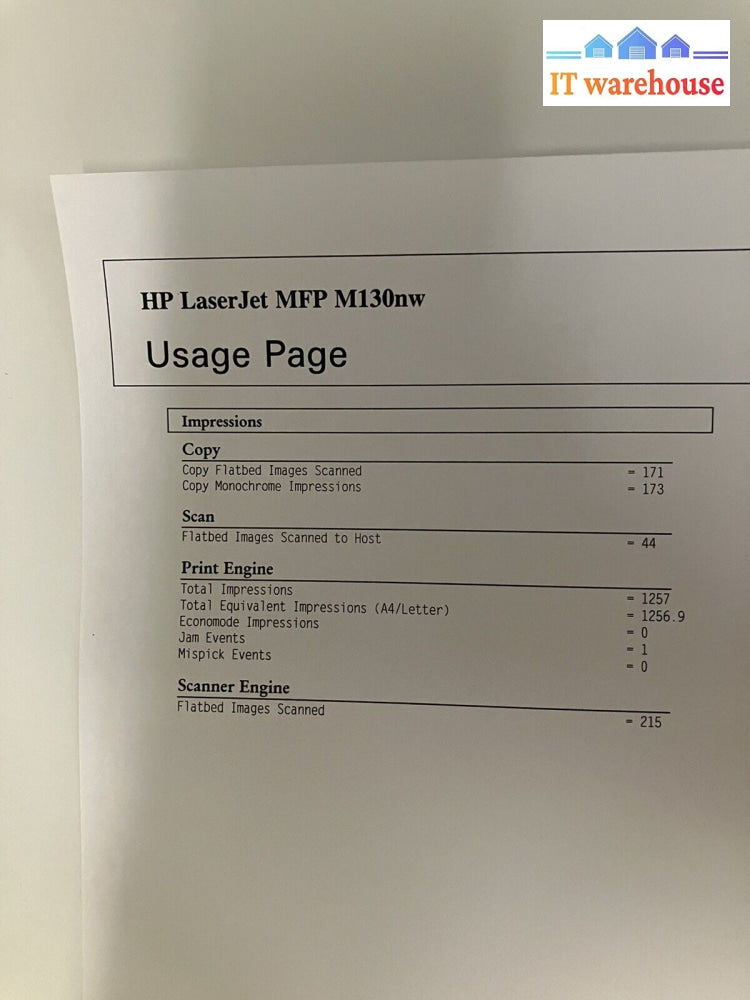 IT warehouse
HP LaserJet MFP M130nw
Usage Page
Impressions
Copy
Copy Flatbed Images Scanned = 171
Copy Monochrome Impressions = 173
Scan
Flatbed Images Scanned to Host = 44
Print Engine
Total Impressions = 1257
Total Equivalent Impressions (A4/Letter) = 1256.9
Economode Impressions = 0
Jam Events = 1
Mispick Events = 0
Scanner Engine
Flatbed Images Scanned = 215